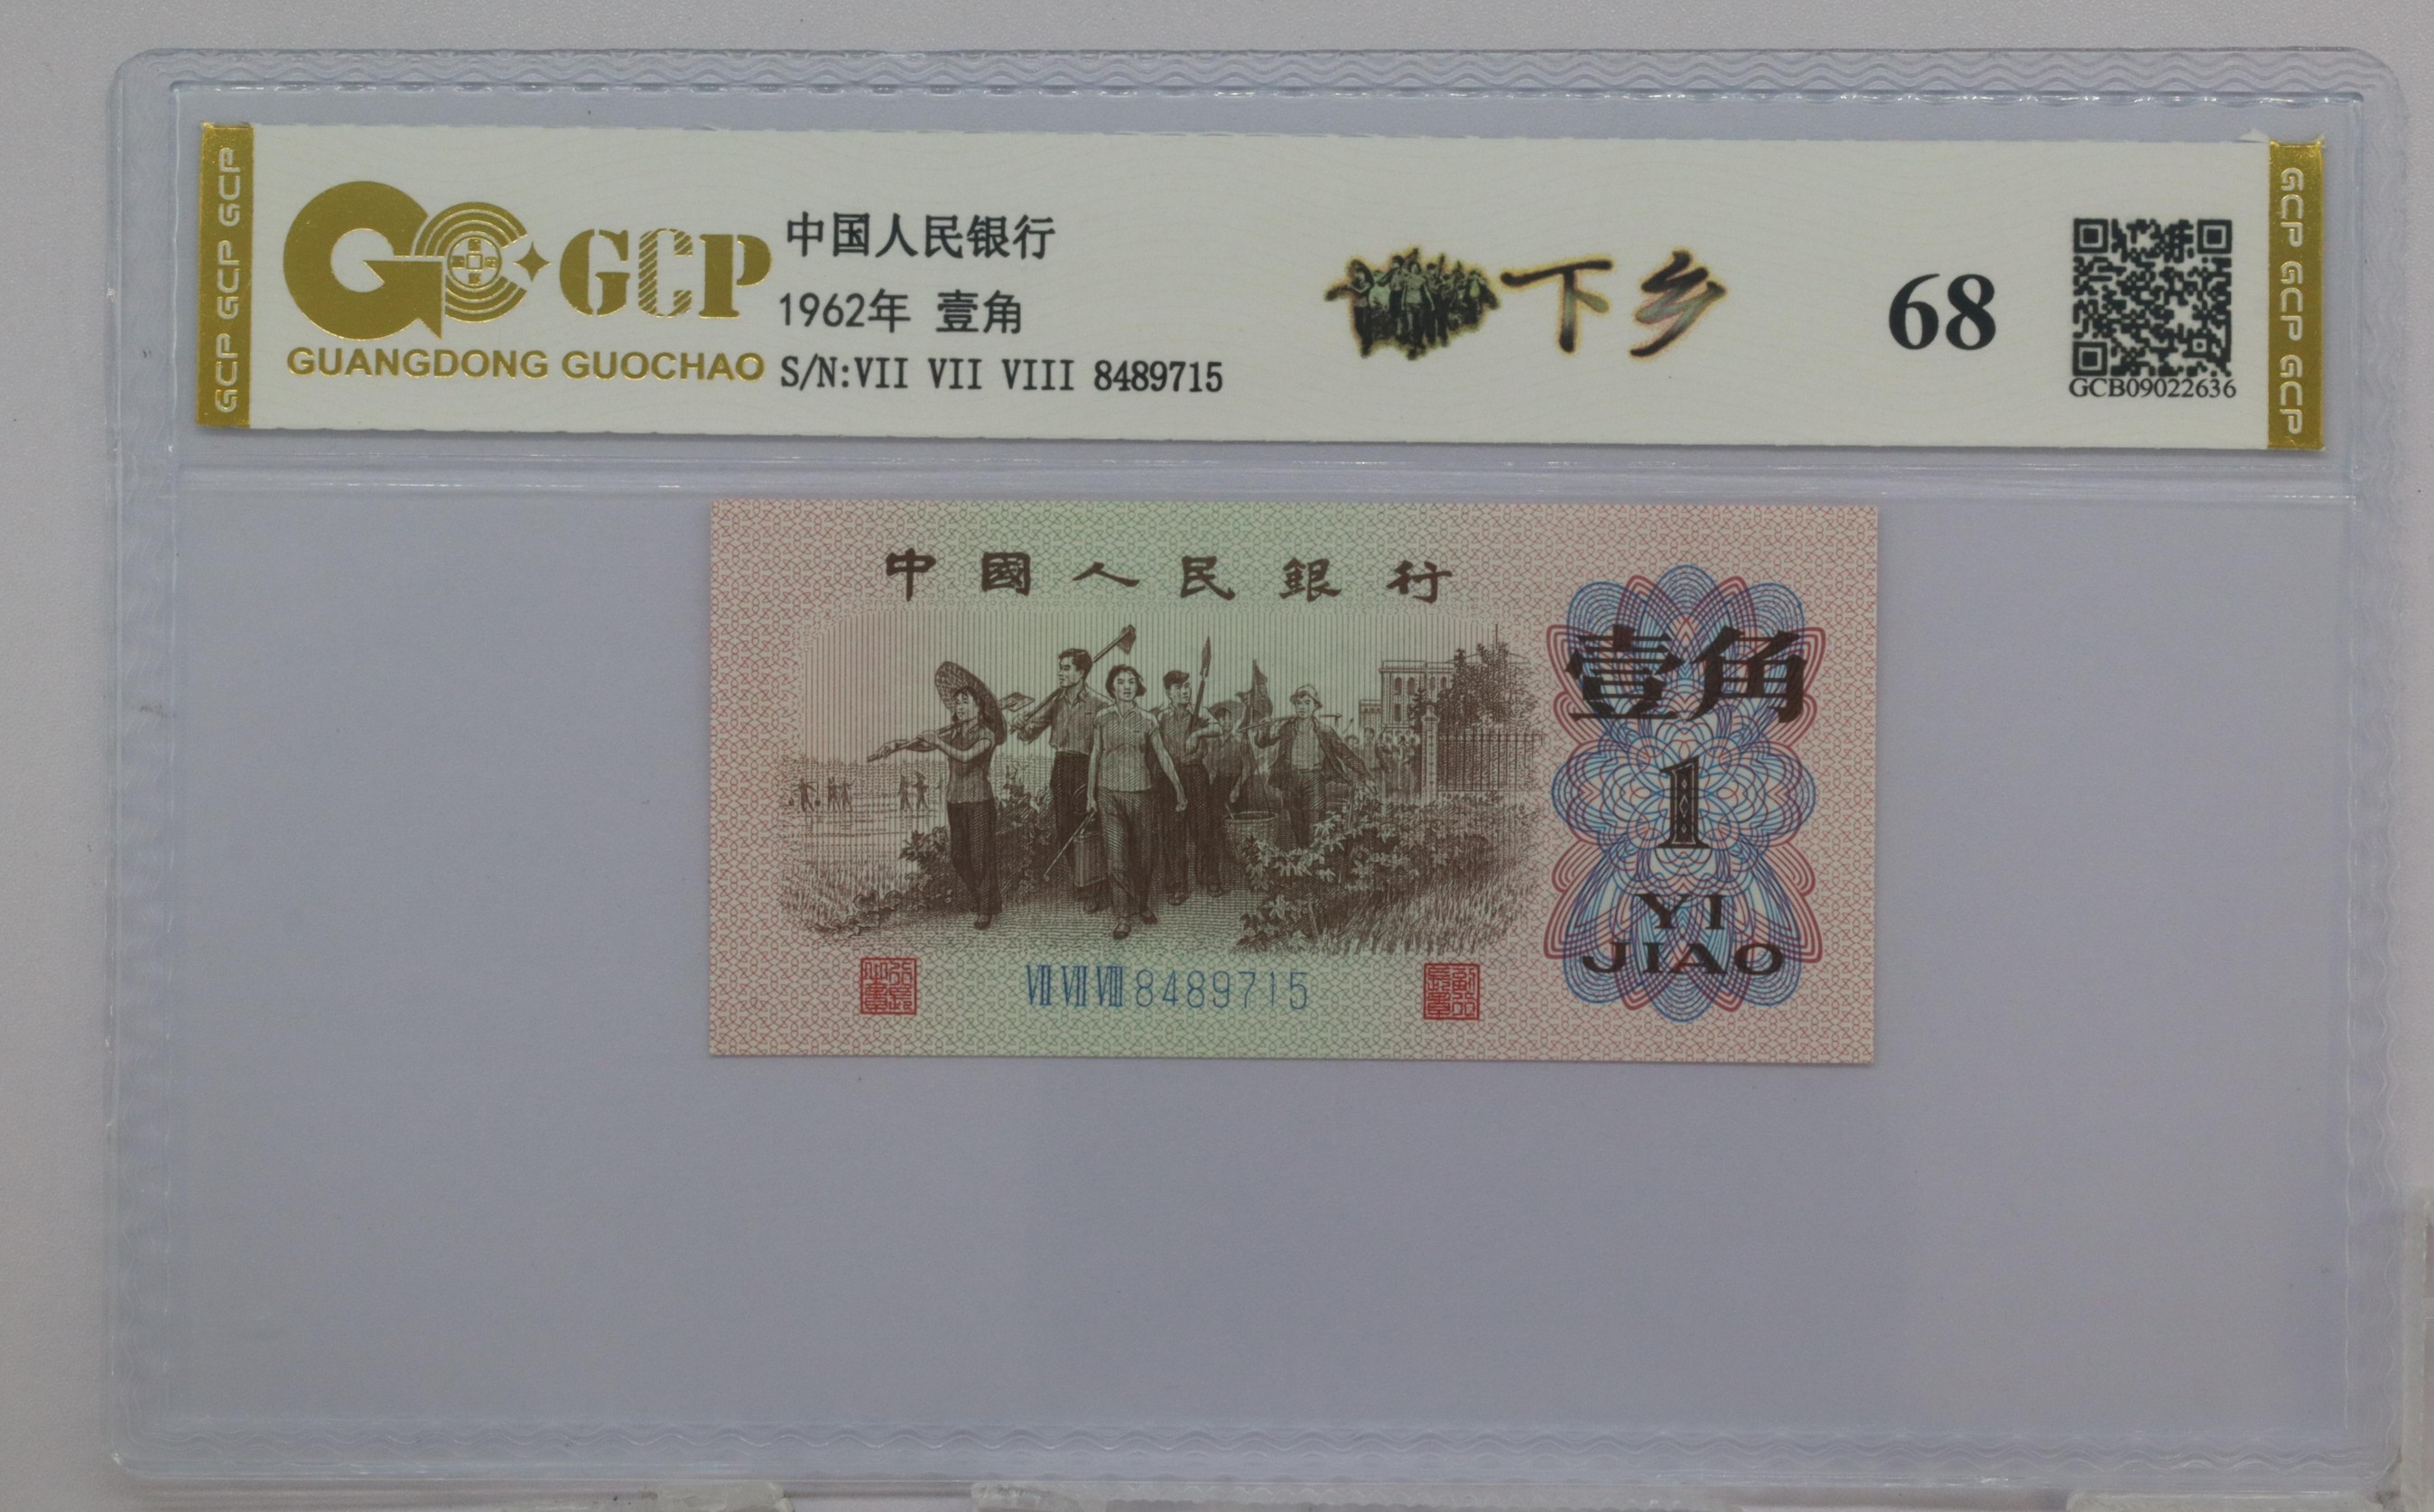 GCP GCP GCP
GCP
GUANGDONG GUOCHAO
中国人民银行
1962年 壹角
S/N:VII VII VIII 8489715
下乡
68
GCB09022636
GCP GCP GCP
中國人民銀行
壹角
1
YI
JIAO
VII VII VIII 8489715